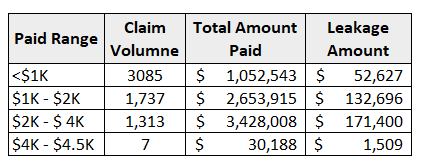 Paid Range Claim Volumne Total Amount Paid Leakage Amount
<$1K 3085 $ 1,052,543 $ 52,627
$1K - $2K 1,737 $ 2,653,915 $ 132,696
$2K - $ 4K 1,313 $ 3,428,008 $ 171,400
$4K - $4.5K 7 $ 30,188 $ 1,509